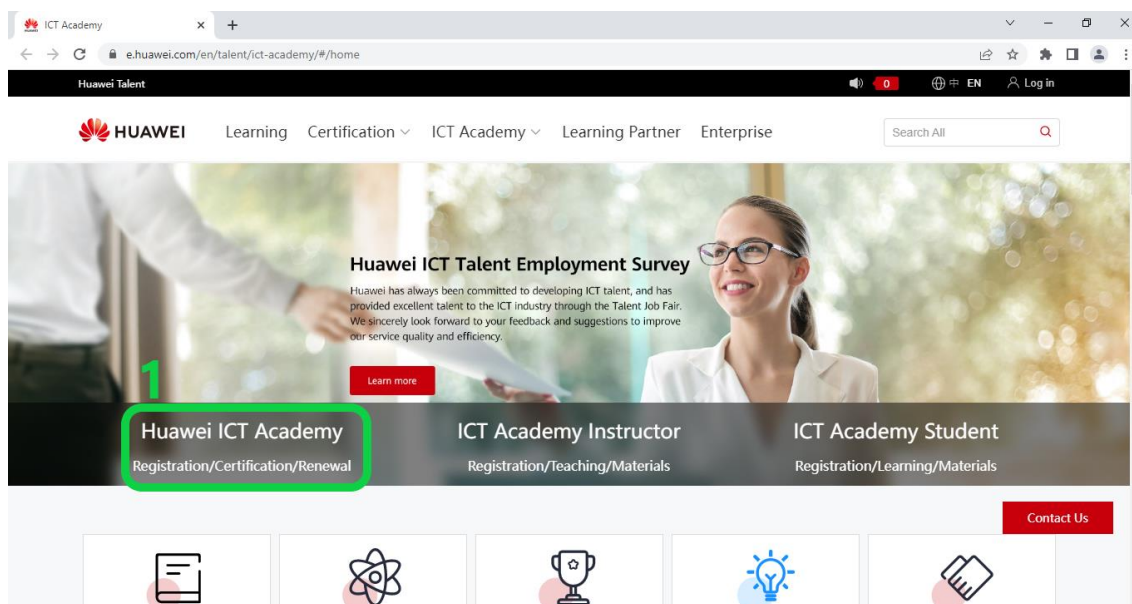 ICT Academy
e.huawei.com/en/talent/ict-academy/#/home
Huawei Talent
0
中 EN
Log in
HUAWEI
Learning
Certification
ICT Academy
Learning Partner
Enterprise
Search All
Huawei ICT Talent Employment Survey
Huawei has always been committed to developing ICT talent, and has
provided excellent talent to the ICT industry through the Talent Job Fair.
We sincerely look forward to your feedback and suggestions to improve
our service quality and efficiency.
Learn more
1
Huawei ICT Academy
Registration/Certification/Renewal
ICT Academy Instructor
Registration/Teaching/Materials
ICT Academy Student
Registration/Learning/Materials
Contact Us